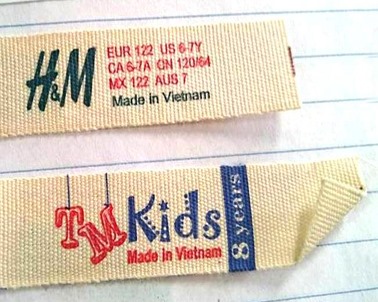 H&M
EUR 122 US 6-7Y
CA 6-7A CN 120/64
MX 122 AUS 7
Made in Vietnam
TM Kids
Made in Vietnam
8 years